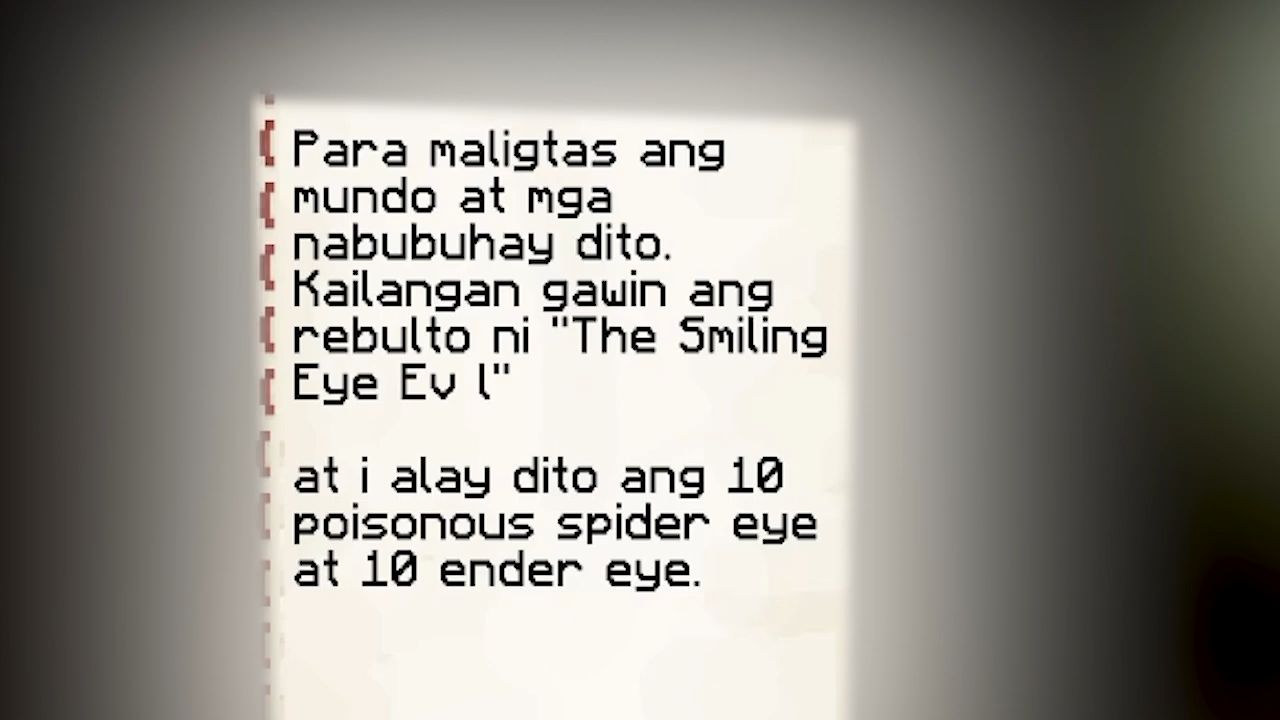 Para maligtas ang
mundo at mga
nabubuhay dito.
Kailangan gawin ang
rebulto ni "The Smiling
Eye Ev l"
at i alay dito ang 10
poisonous spider eye
at 10 ender eye.